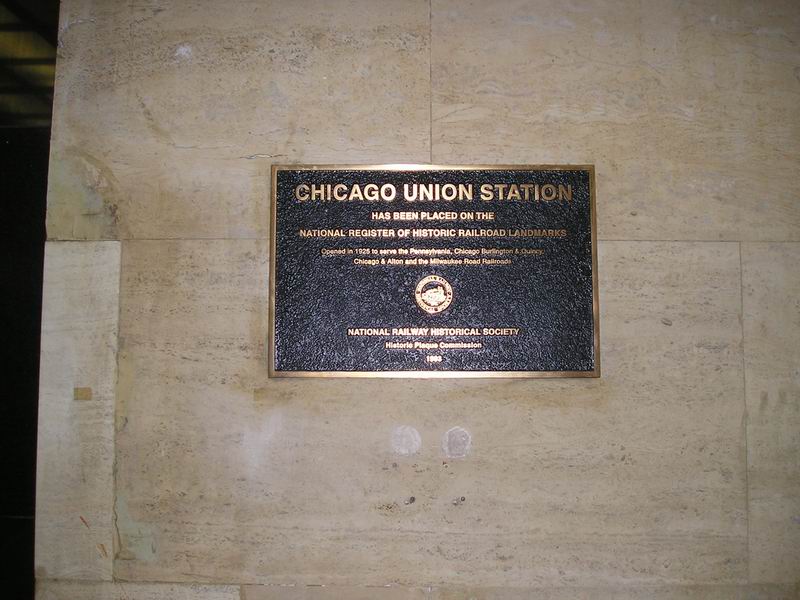 CHICAGO UNION STATION
HAS BEEN PLACED ON THE
NATIONAL REGISTER OF HISTORIC RAILROAD LANDMARKS
Opened in 1925 to serve the Pennsylvania, Chicago Burlington & Quincy,
Chicago & Alton and the Milwaukee Road Railroads
NATIONAL RAILWAY HISTORICAL SOCIETY
Historic Plaque Commission